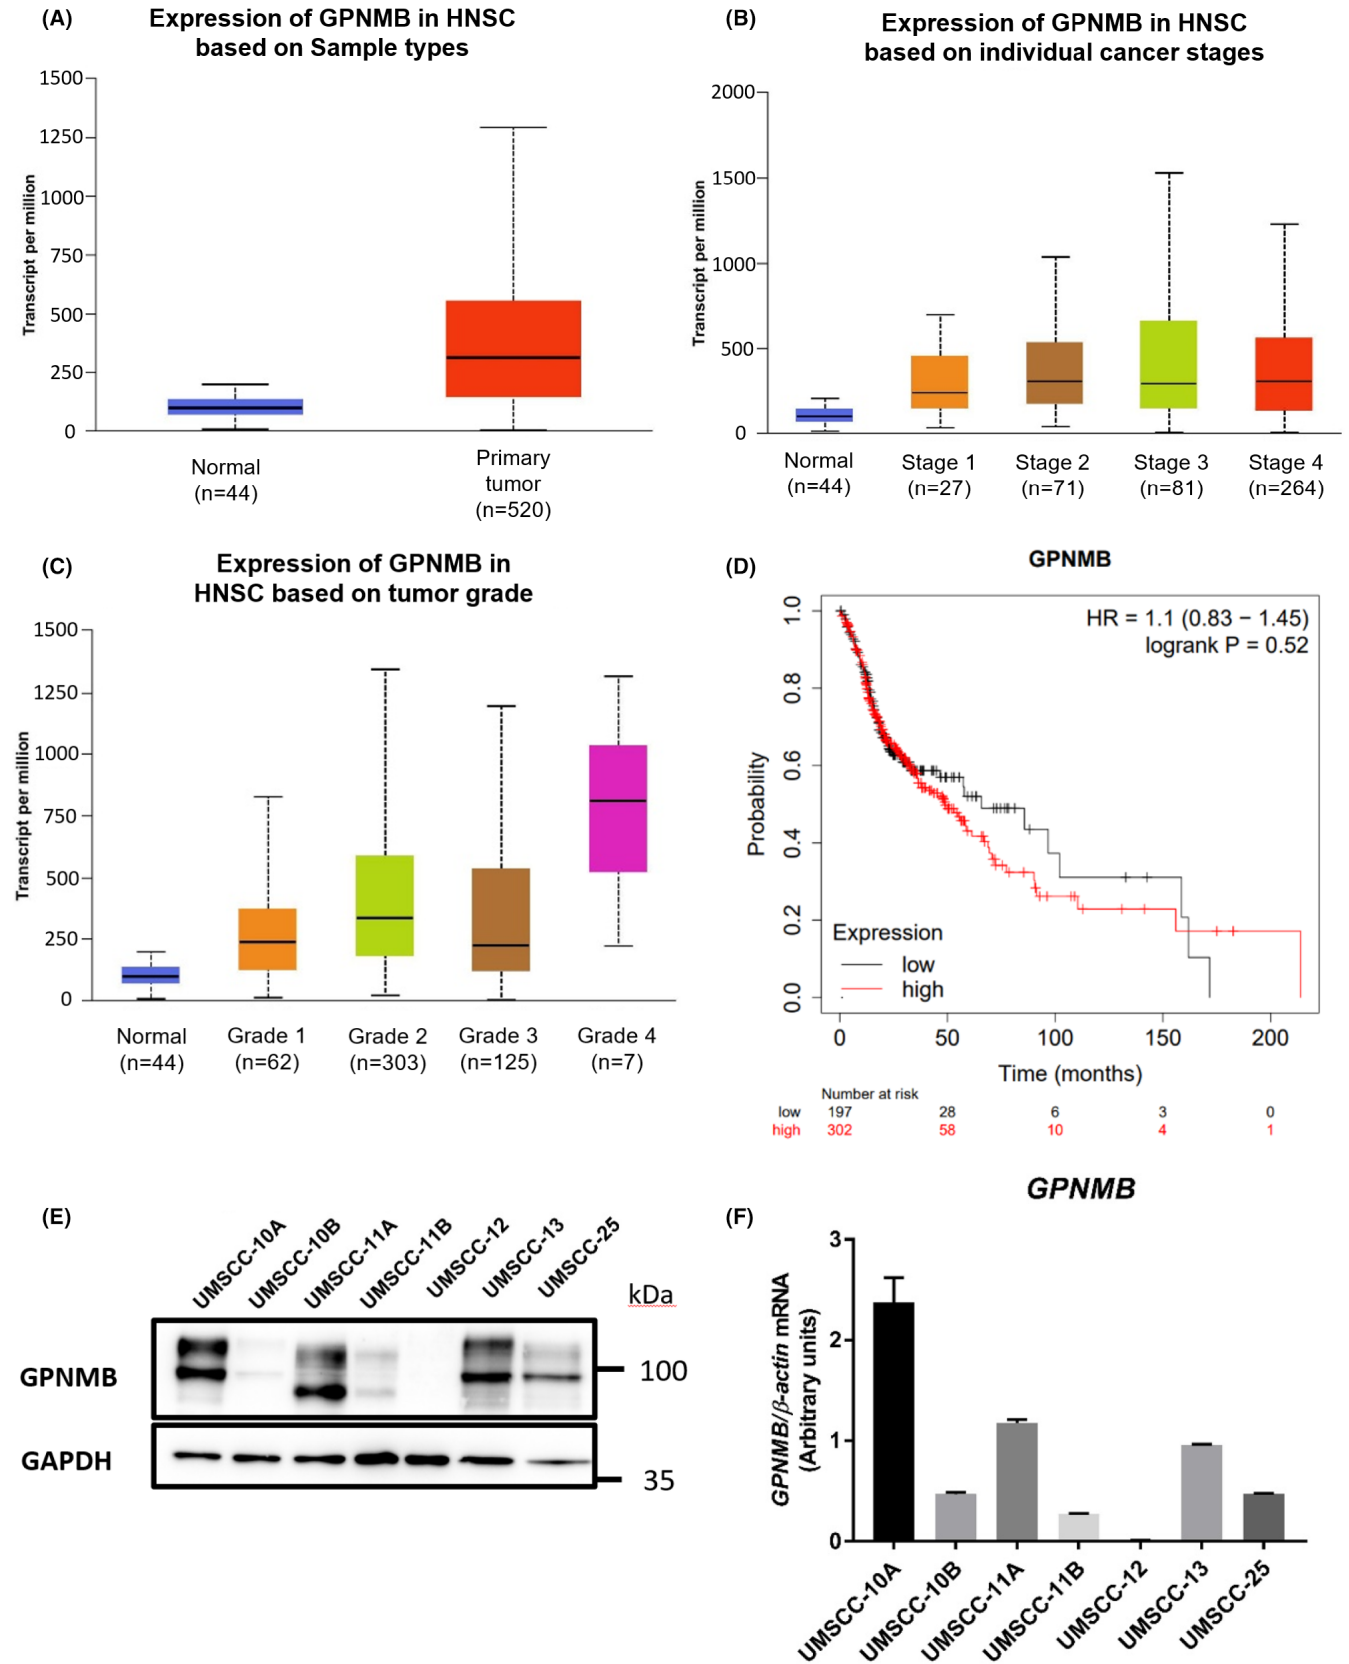 (A)
Expression of GPNMB in HNSC
based on Sample types
Transcript per million
1500
1250
1000
750
500
250
0
Normal
(n=44)
Primary
tumor
(n=520)
(B)
Expression of GPNMB in HNSC
based on individual cancer stages
Transcript per million
2000
1500
1000
500
0
Normal
(n=44)
Stage 1
(n=27)
Stage 2
(n=71)
Stage 3
(n=81)
Stage 4
(n=264)
(C)
Expression of GPNMB in
HNSC based on tumor grade
Transcript per million
1500
1250
1000
750
500
250
0
Normal
(n=44)
Grade 1
(n=62)
Grade 2
(n=303)
Grade 3
(n=125)
Grade 4
(n=7)
(D)
GPNMB
HR = 1.1 (0.83 − 1.45)
logrank P = 0.52
Probability
1.0
0.8
0.6
0.4
0.2
0.0
Expression
low
high
0 50 100 150 200
Time (months)
Number at risk
low 197 28 6 3 0
high 302 58 10 4 1
(E)
UMSCC-10A
UMSCC-10B
UMSCC-11A
UMSCC-11B
UMSCC-12
UMSCC-13
UMSCC-25
kDa
GPNMB
100
GAPDH
35
(F)
GPNMB
GPNMB/β-actin mRNA
(Arbitrary units)
3
2
1
0
UMSCC-10A
UMSCC-10B
UMSCC-11A
UMSCC-11B
UMSCC-12
UMSCC-13
UMSCC-25